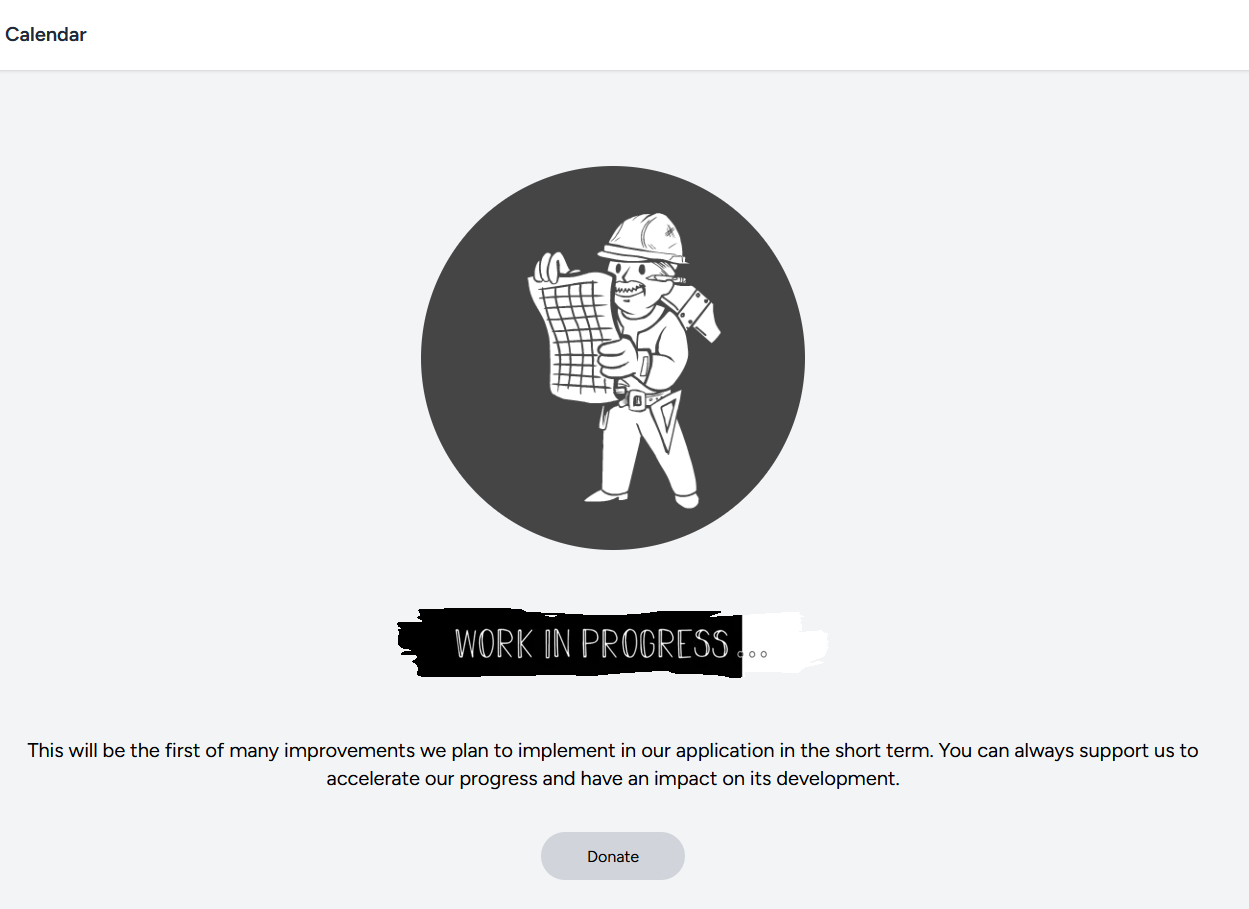 Calendar
WORK IN PROGRESS...
This will be the first of many improvements we plan to implement in our application in the short term. You can always support us to
accelerate our progress and have an impact on its development.
Donate